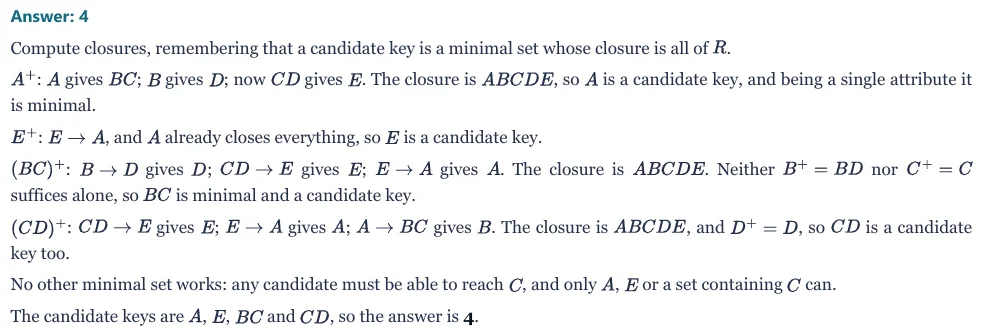 Answer: 4
Compute closures, remembering that a candidate key is a minimal set whose closure is all of R.
A⁺: A gives BC; B gives D; now CD gives E. The closure is ABCDE, so A is a candidate key, and being a single attribute it
is minimal.
E⁺: E → A, and A already closes everything, so E is a candidate key.
(BC)⁺: B → D gives D; CD → E gives E; E → A gives A. The closure is ABCDE. Neither B⁺ = BD nor C⁺ = C
suffices alone, so BC is minimal and a candidate key.
(CD)⁺: CD → E gives E; E → A gives A; A → BC gives B. The closure is ABCDE, and D⁺ = D, so CD is a candidate
key too.
No other minimal set works: any candidate must be able to reach C, and only A, E or a set containing C can.
The candidate keys are A, E, BC and CD, so the answer is 4.